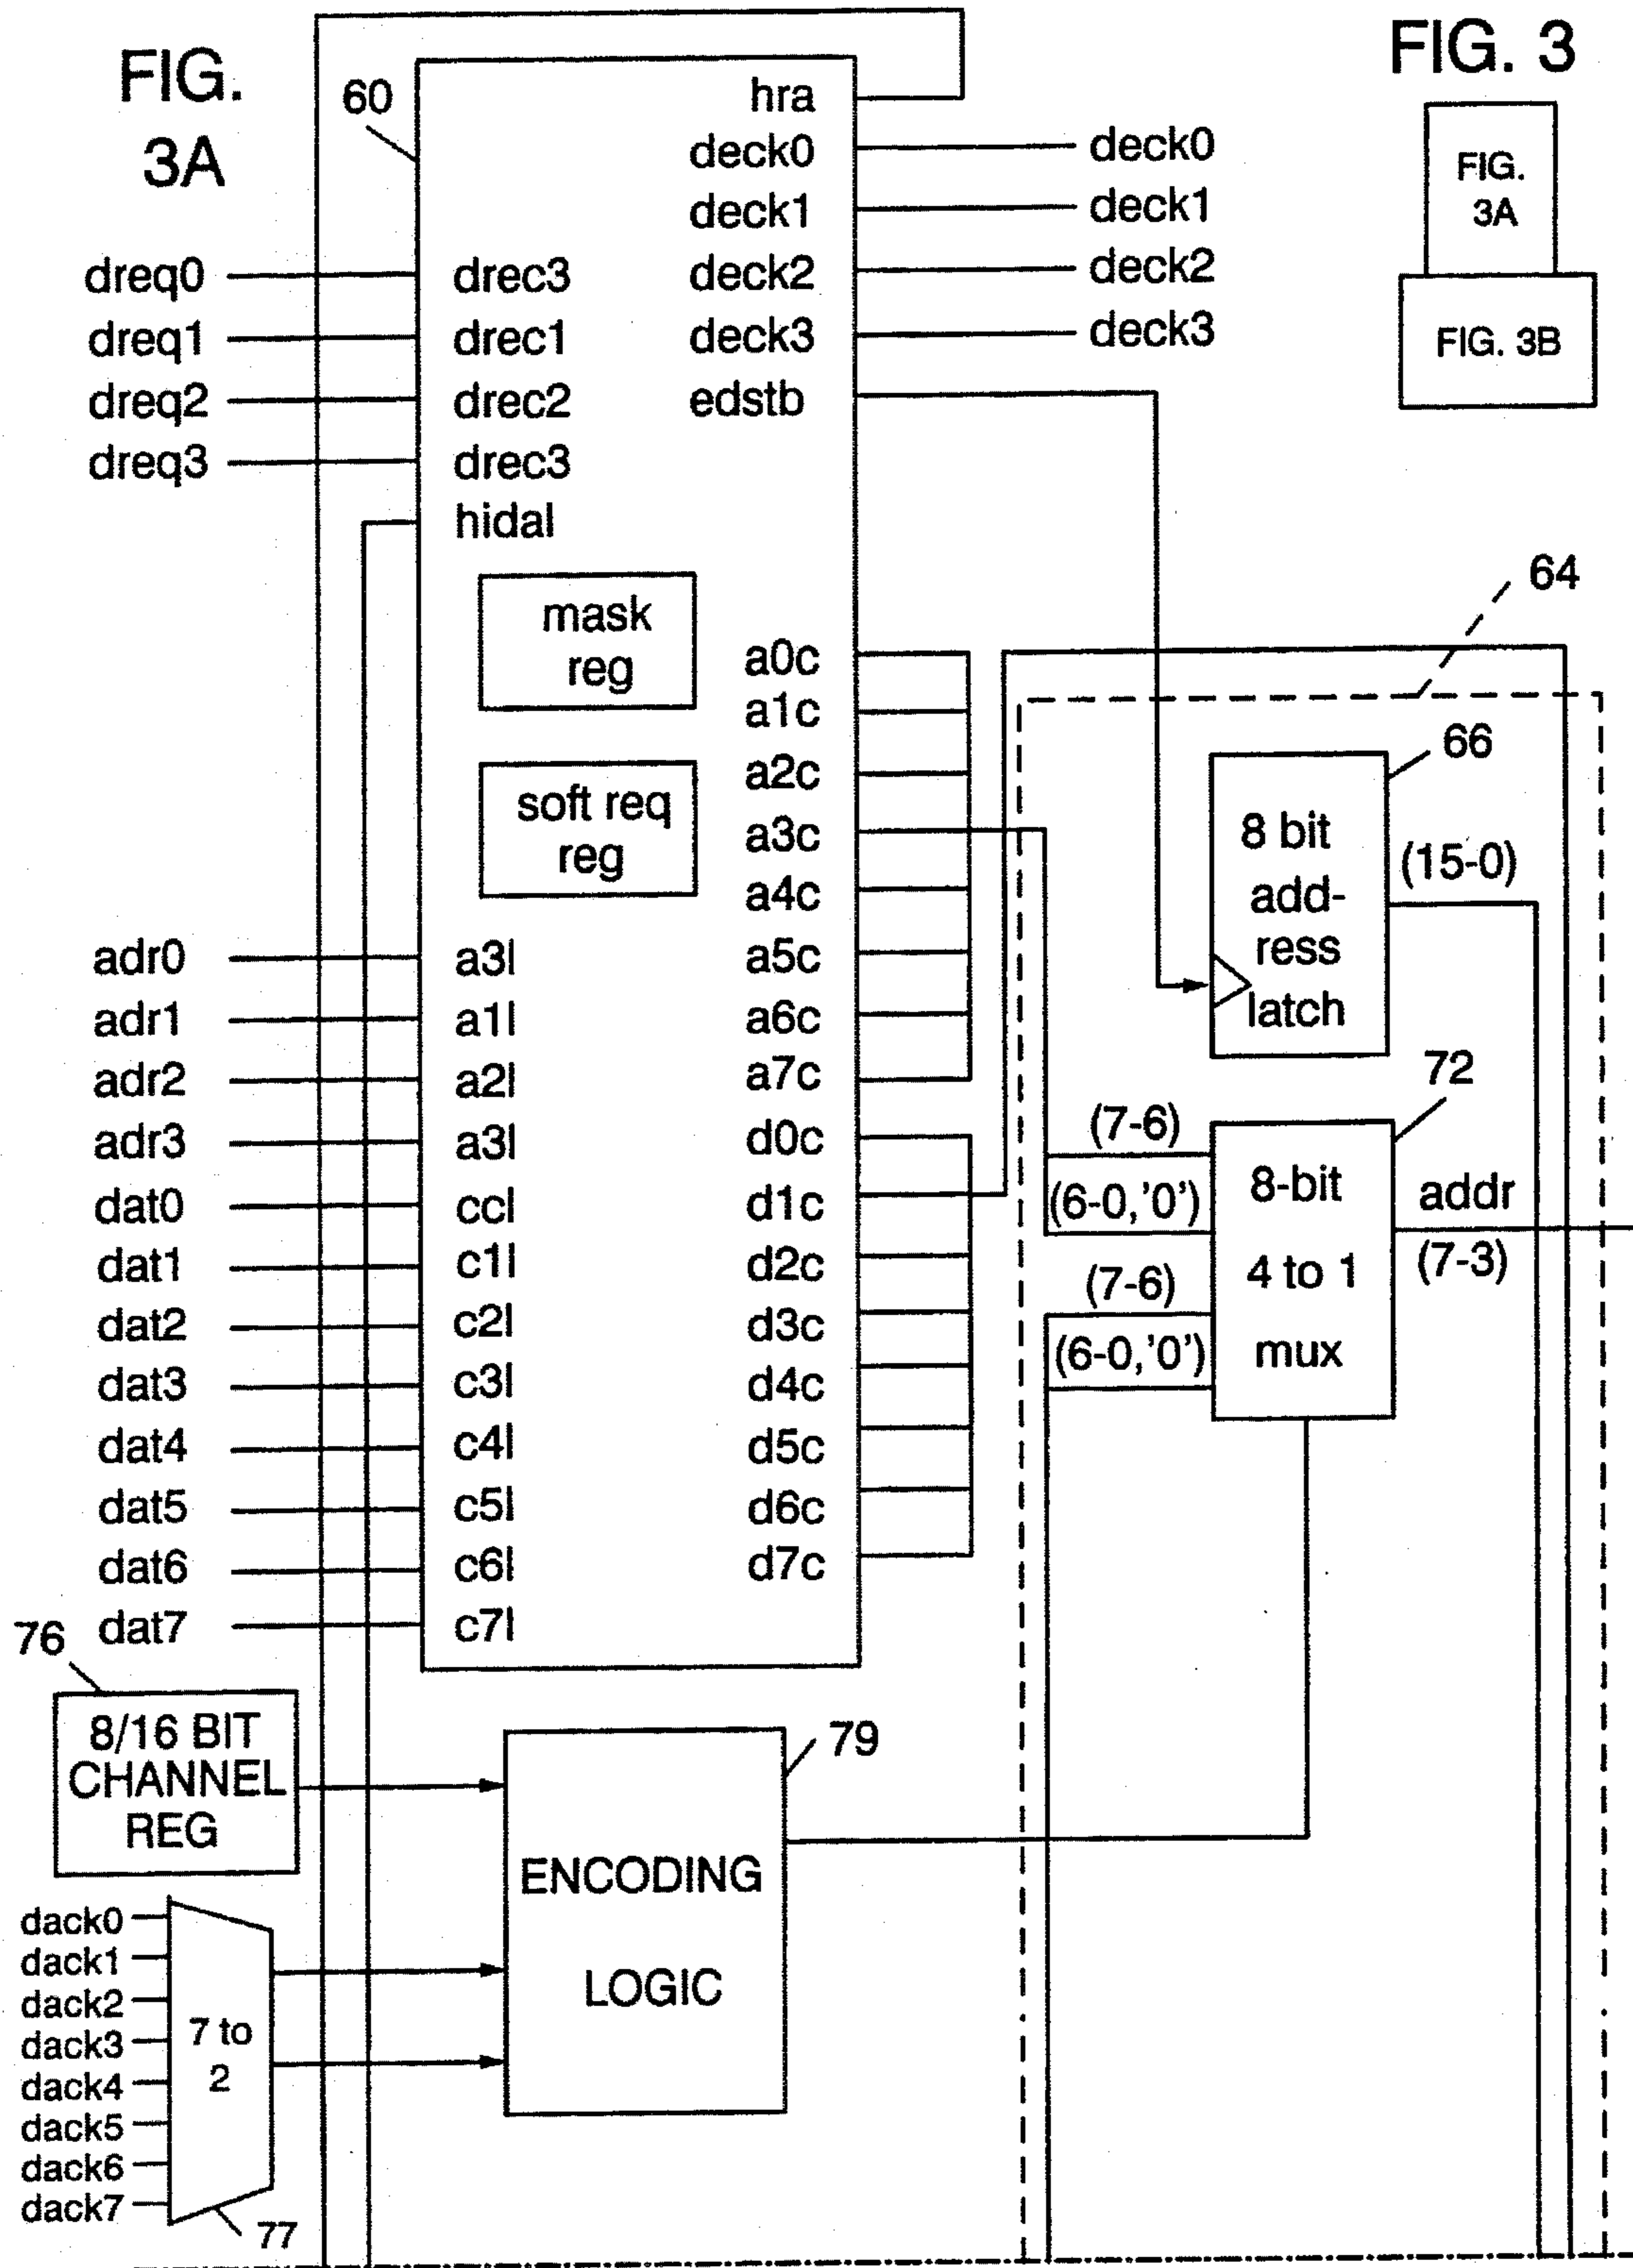 FIG.
3A
60
hra
deck0
deck1
deck2
deck3
edstb
deck0
deck1
deck2
deck3
FIG. 3
FIG.
3A
FIG. 3B
dreq0
dreq1
dreq2
dreq3
drec3
drec1
drec2
drec3
hidal
mask
reg
soft req
reg
a0c
a1c
a2c
a3c
a4c
a5c
a6c
a7c
d0c
d1c
d2c
d3c
d4c
d5c
d6c
d7c
adr0
adr1
adr2
adr3
dat0
dat1
dat2
dat3
dat4
dat5
dat6
dat7
a3l
a1l
a2l
a3l
ccl
c1l
c2l
c3l
c4l
c5l
c6l
c7l
64
66
8 bit
add-
ress
latch
(15-0)
72
(7-6)
(6-0,'0')
(7-6)
(6-0,'0')
8-bit
4 to 1
mux
addr
(7-3)
76
8/16 BIT
CHANNEL
REG
79
ENCODING
LOGIC
dack0
dack1
dack2
dack3
dack4
dack5
dack6
dack7
7 to
2
77